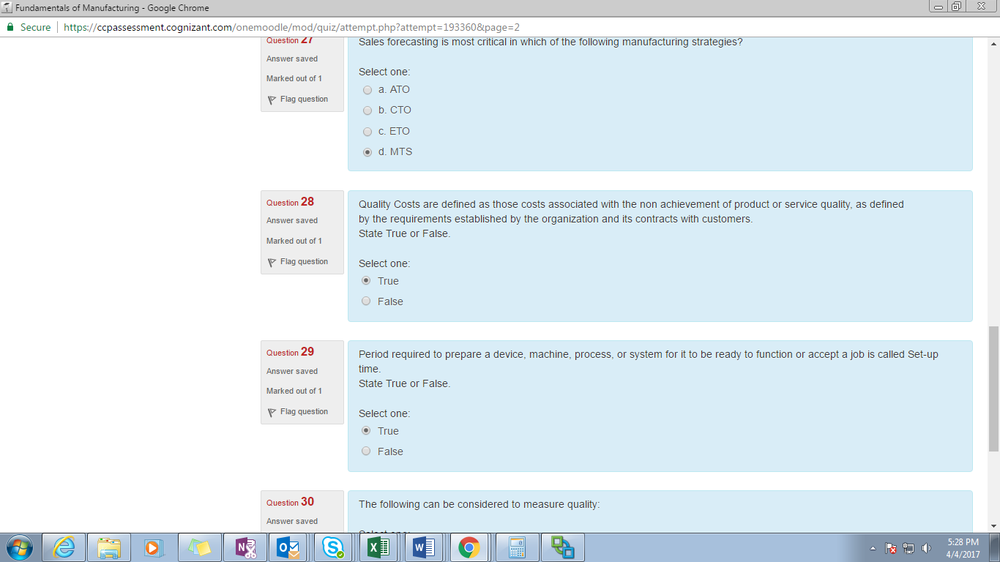 Fundamentals of Manufacturing - Google Chrome
Secure https://ccpassessment.cognizant.com/onemoodle/mod/quiz/attempt.php?attempt=193360&page=2
Question 27
Answer saved
Marked out of 1
Flag question
Sales forecasting is most critical in which of the following manufacturing strategies?
Select one:
a. ATO
b. CTO
c. ETO
d. MTS
Question 28
Answer saved
Marked out of 1
Flag question
Quality Costs are defined as those costs associated with the non achievement of product or service quality, as defined
by the requirements established by the organization and its contracts with customers.
State True or False.
Select one:
True
False
Question 29
Answer saved
Marked out of 1
Flag question
Period required to prepare a device, machine, process, or system for it to be ready to function or accept a job is called Set-up
time.
State True or False.
Select one:
True
False
Question 30
Answer saved
The following can be considered to measure quality:
Select one:
5:28 PM
4/4/2017